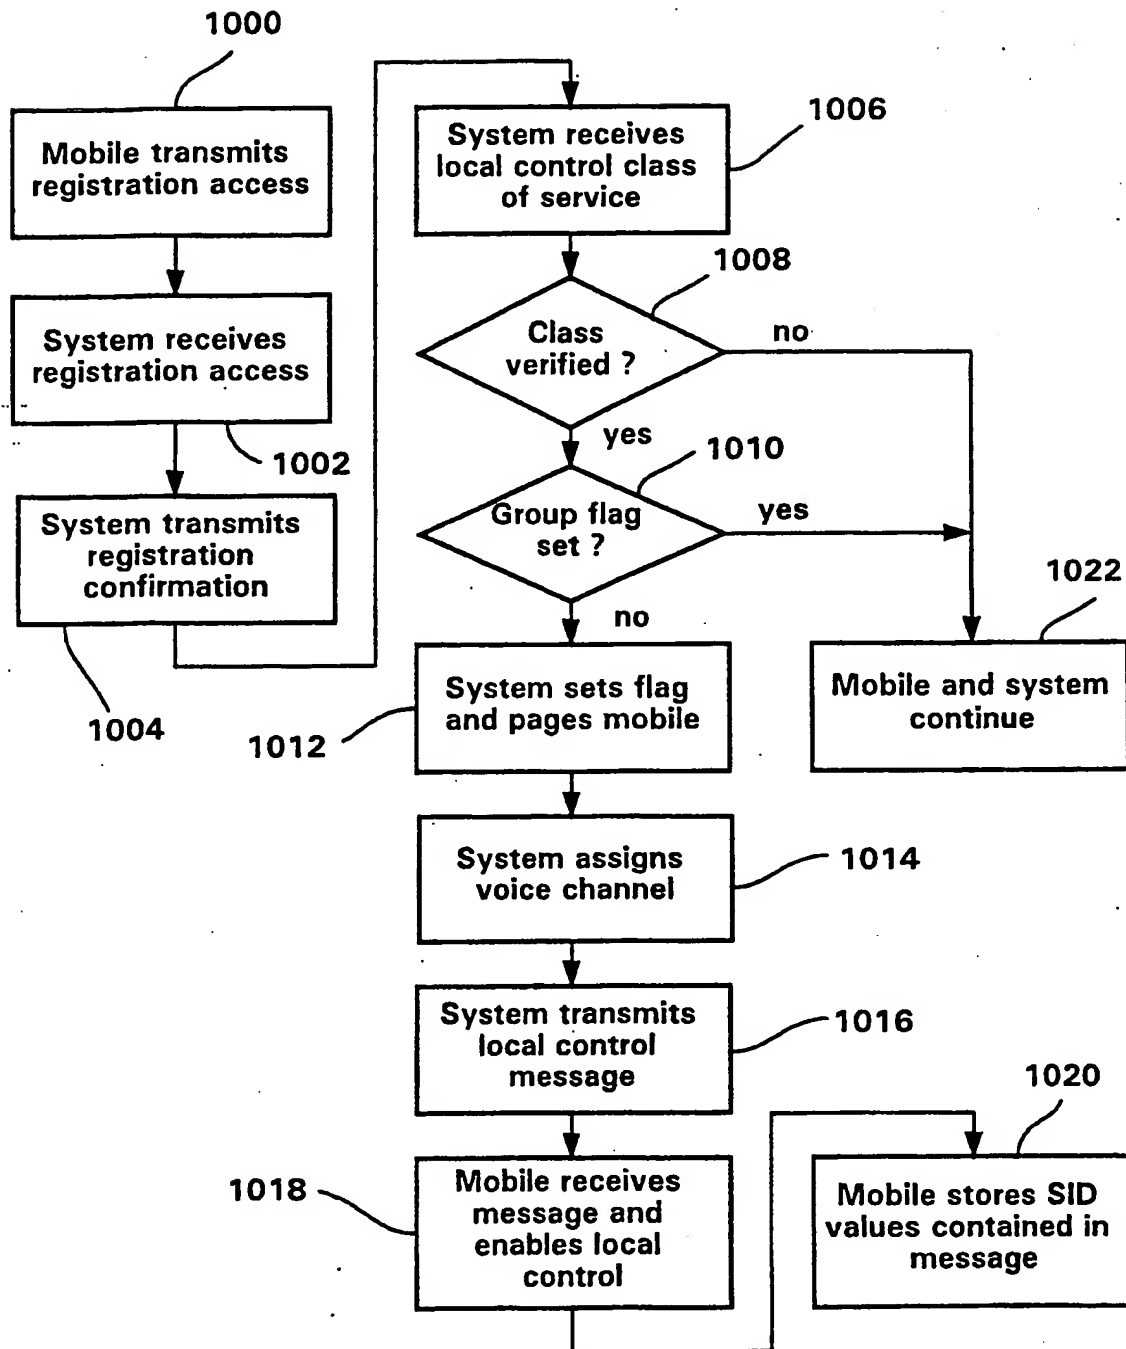 1000
Mobile transmits
registration access
System receives
registration access
1002
System transmits
registration
confirmation
1004
System receives
local control class
of service
1006
1008
Class
verified ?
no
yes
1010
Group flag
set ?
yes
no
1022
Mobile and system
continue
System sets flag
and pages mobile
1012
System assigns
voice channel
1014
System transmits
local control
message
1016
Mobile receives
message and
enables local
control
1018
1020
Mobile stores SID
values contained in
message